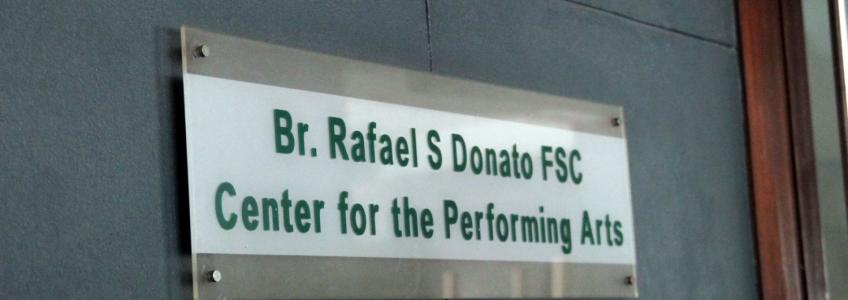 Br. Rafael S Donato FSC
Center for the Performing Arts